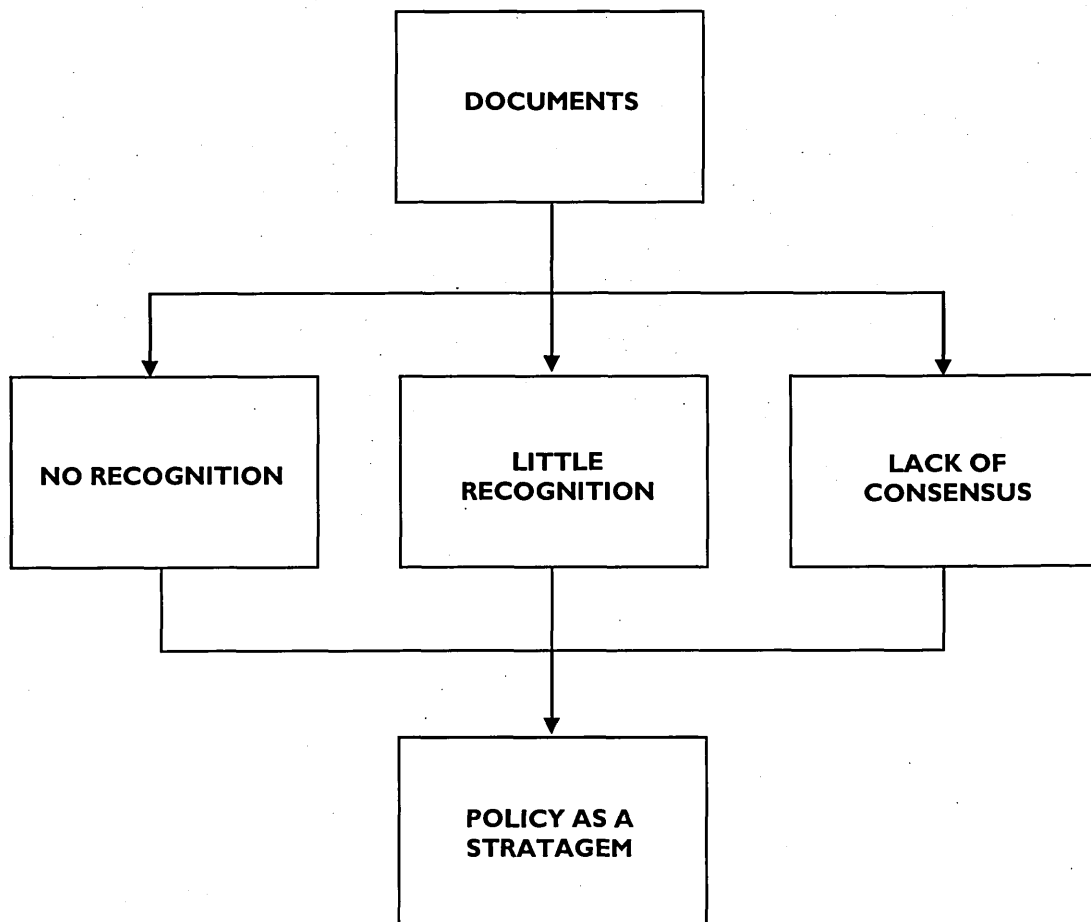 DOCUMENTS
NO RECOGNITION
LITTLE
RECOGNITION
LACK OF
CONSENSUS
POLICY AS A
STRATAGEM